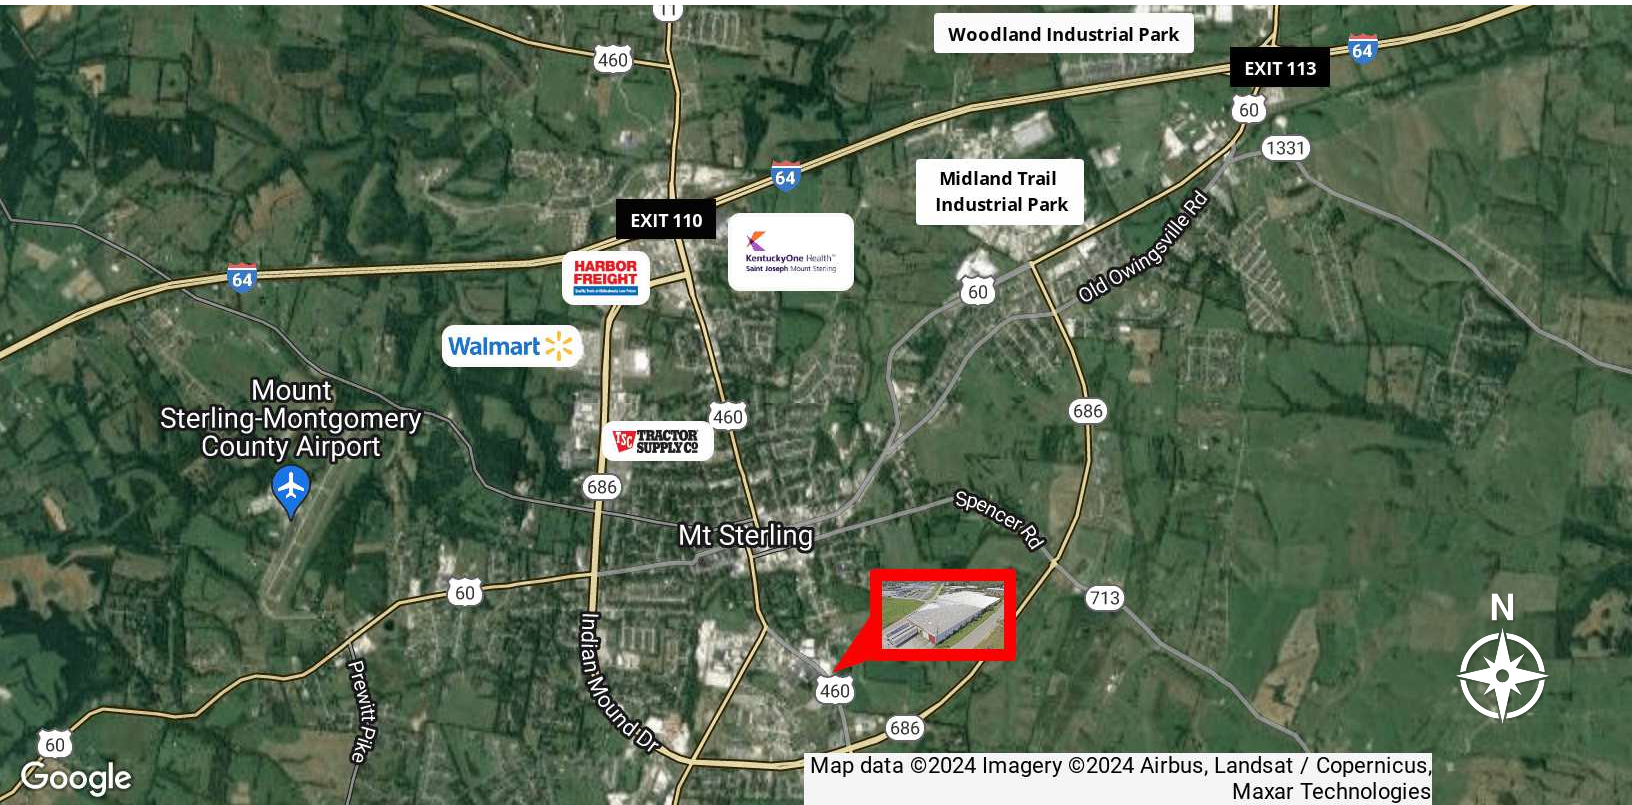 11
Woodland Industrial Park
64
460
EXIT 113
60
1331
64
Midland Trail
Industrial Park
EXIT 110
Old Owingsville Rd
KentuckyOne Health™
Saint Joseph Mount Sterling
HARBOR
FREIGHT
64
60
Walmart
Mount
Sterling-Montgomery
County Airport
460
686
TSC TRACTOR
SUPPLY CO
686
Spencer Rd
Mt Sterling
60
713
N
Indian Mound Dr
Prewitt Pike
460
686
60
Google
Map data ©2024 Imagery ©2024 Airbus, Landsat / Copernicus,
Maxar Technologies